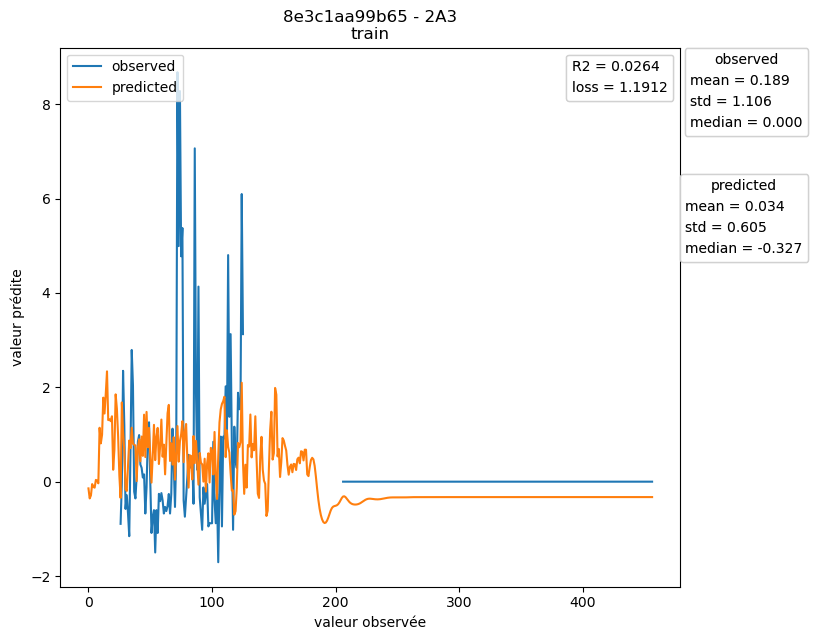 8e3c1aa99b65 - 2A3
train
observed
predicted
R2 = 0.0264
loss = 1.1912
observed
mean = 0.189
std = 1.106
median = 0.000
predicted
mean = 0.034
std = 0.605
median = -0.327
valeur prédite
8
6
4
2
0
−2
0
100
200
300
400
valeur observée